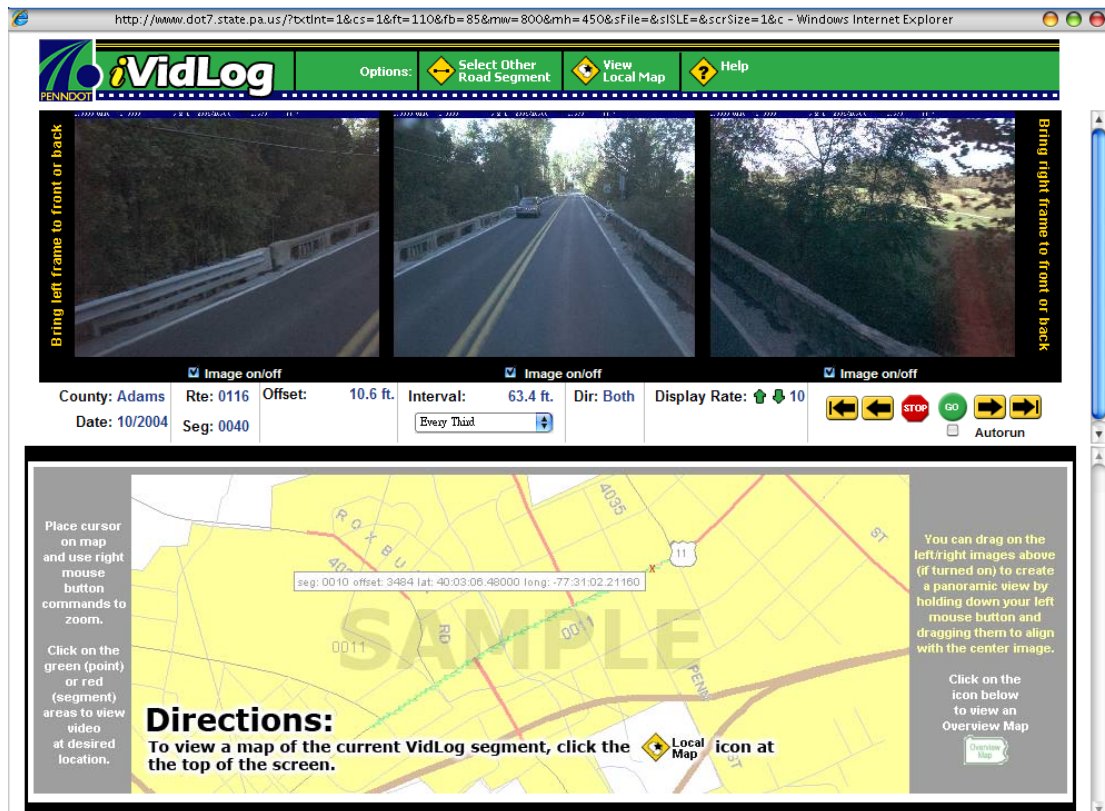 http://www.dot7.state.pa.us/?txtInt=1&cs=1&ft=110&fb=85&mw=800&mh=450&sFile=&sISLE=&scrSize=1&c - Windows Internet Explorer
PENNDOT
iVidLog
Options:
Select Other
Road Segment
View
Local Map
Help
Bring left frame to front or back
Bring right frame to front or back
Image on/off
Image on/off
Image on/off
County: Adams
Rte: 0116
Offset: 10.6 ft.
Interval: 63.4 ft.
Dir: Both
Display Rate: 10
STOP
GO
Date: 10/2004
Seg: 0040
Every Third
Autorun
Place cursor
on map
and use right
mouse
button
commands to
zoom.
Click on the
green (point)
or red
(segment)
areas to view
video
at desired
location.
ROXBU
4035
11
ST
seg: 0010 offset: 3484 lat: 40:03:06.48000 long: -77:31:02.21160
SAMPLE
0011
RD
0011
PENN
ST
Directions:
To view a map of the current VidLog segment, click the Local Map icon at
the top of the screen.
You can drag on the
left/right images above
(if turned on) to create
a panoramic view by
holding down your left
mouse button and
dragging them to align
with the center image.
Click on the
icon below
to view an
Overview Map
Overview
Map